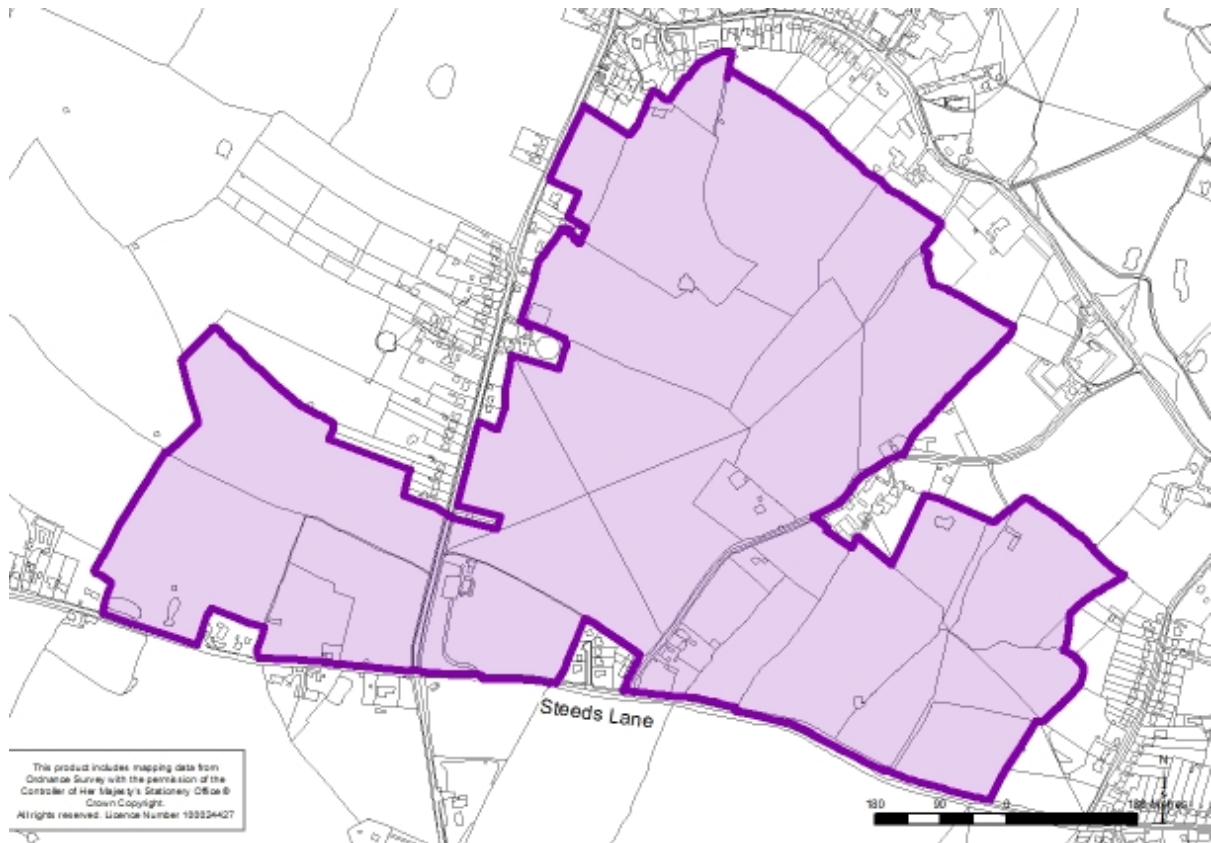 Steeds Lane
This product includes mapping data from
Ordnance Survey with the permission of the
Controller of Her Majesty's Stationery Office ©
Crown Copyright.
All rights reserved. Licence Number 100024427
N
180 90 0 180 Metres